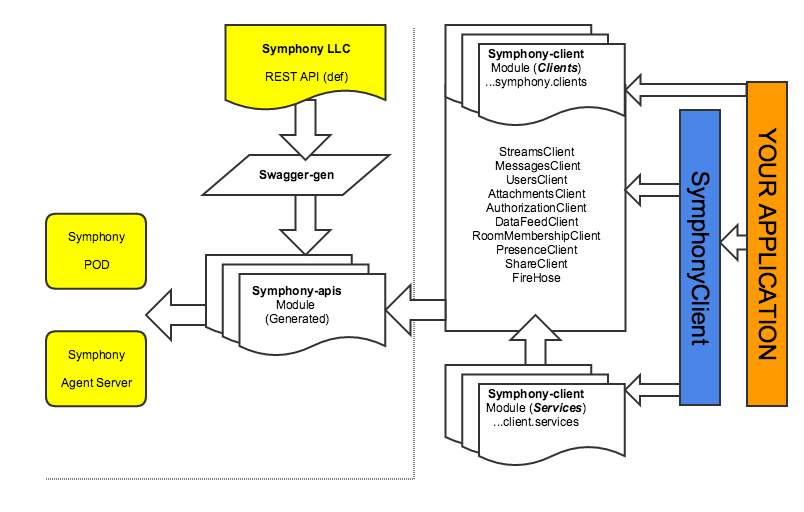 Symphony LLC
REST API (def)
Swagger-gen
Symphony
POD
Symphony-apis
Module
(Generated)
Symphony
Agent Server
Symphony-client
Module (Clients)
...symphony.clients
StreamsClient
MessagesClient
UsersClient
AttachmentsClient
AuthorizationClient
DataFeedClient
RoomMembershipClient
PresenceClient
ShareClient
FireHose
Symphony-client
Module (Services)
...client.services
SymphonyClient
YOUR APPLICATION